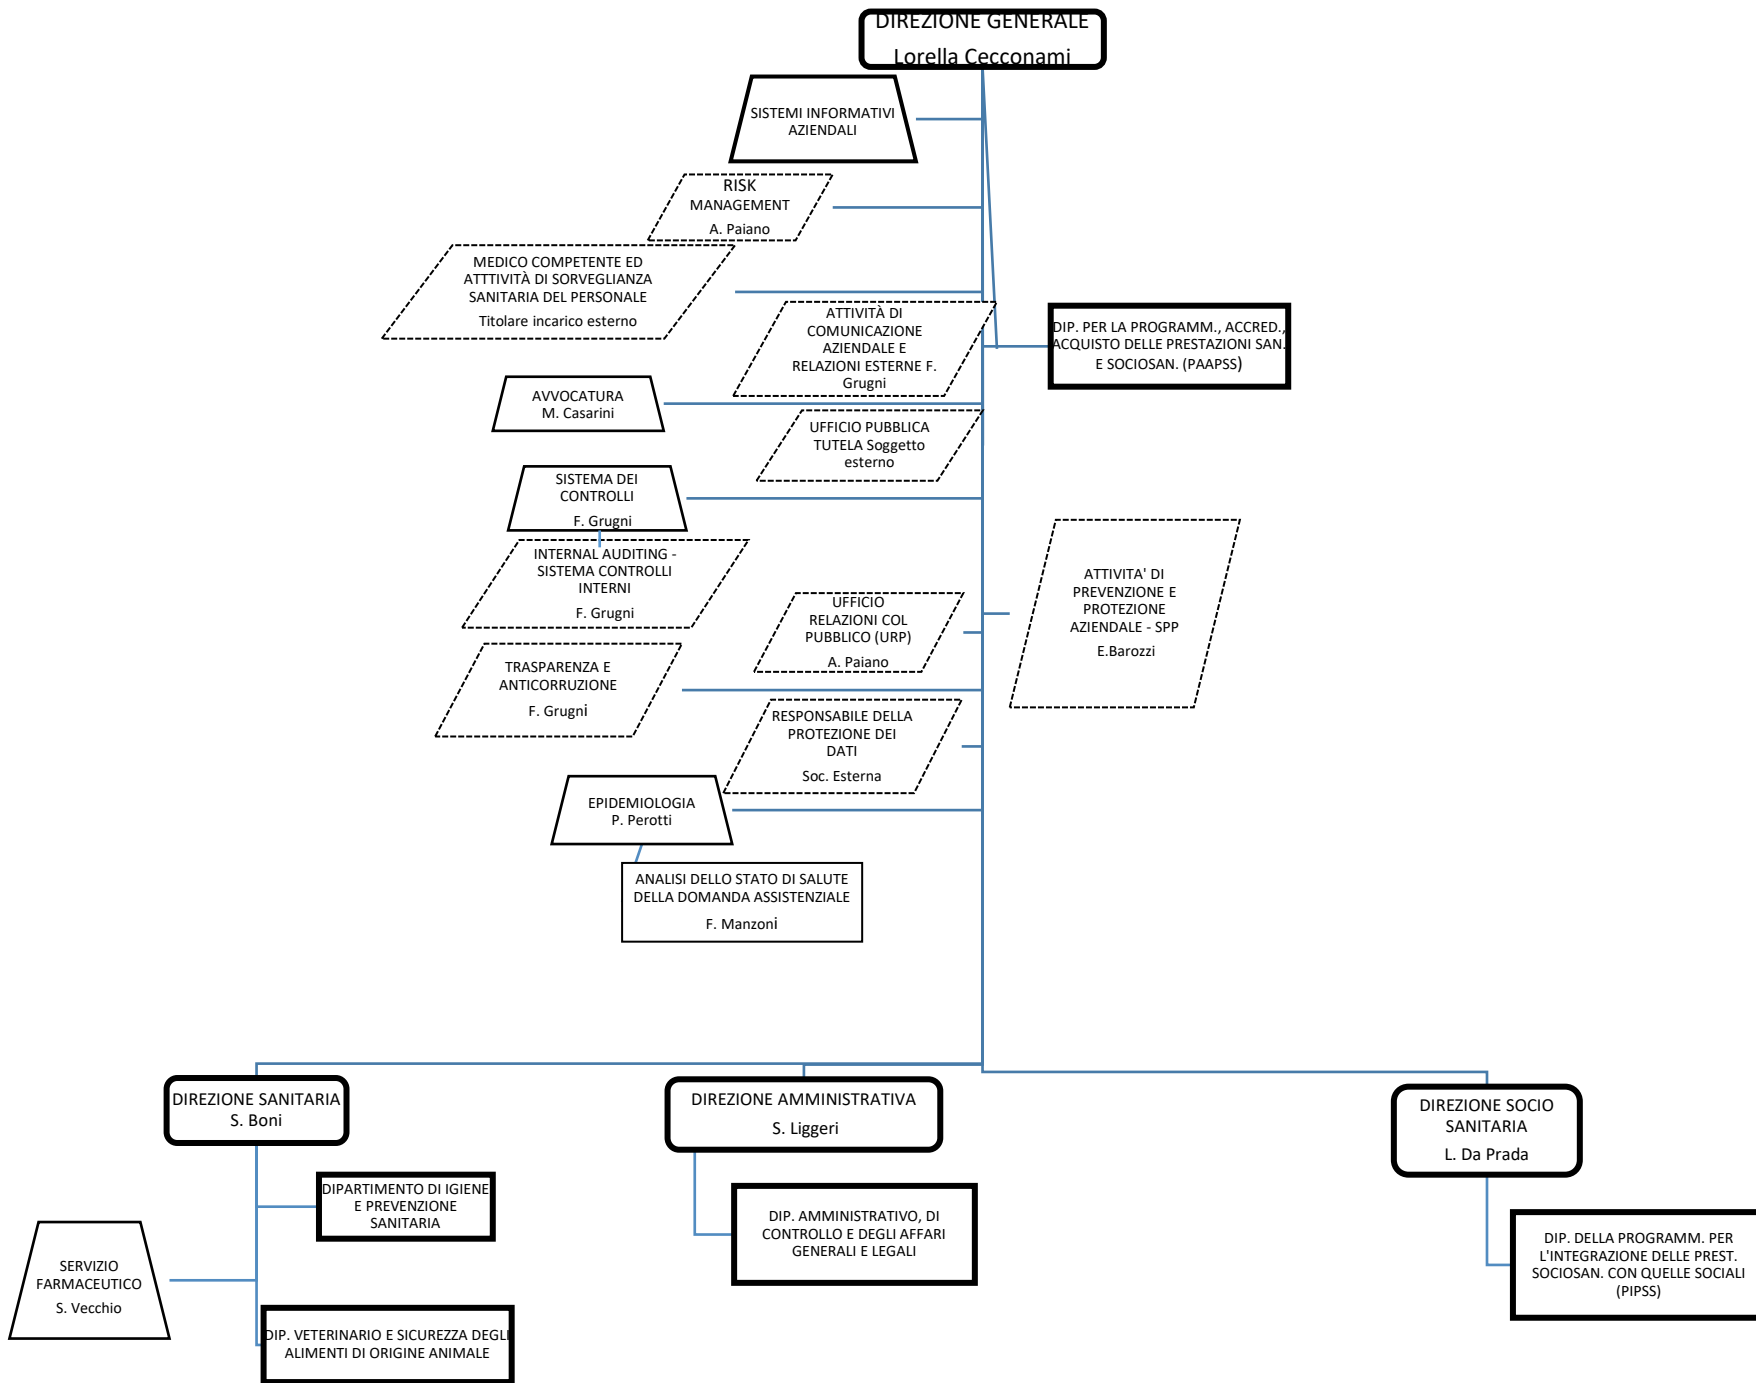 DIREZIONE GENERALE
Lorella Cecconami
SISTEMI INFORMATIVI
AZIENDALI
RISK
MANAGEMENT
A. Paiano
MEDICO COMPETENTE ED
ATTTIVITÀ DI SORVEGLIANZA
SANITARIA DEL PERSONALE
Titolare incarico esterno
ATTIVITÀ DI
COMUNICAZIONE
AZIENDALE E
RELAZIONI ESTERNE F.
Grugni
DIP. PER LA PROGRAMM., ACCRED.,
ACQUISTO DELLE PRESTAZIONI SAN.
E SOCIOSAN. (PAAPSS)
AVVOCATURA
M. Casarini
UFFICIO PUBBLICA
TUTELA Soggetto
esterno
SISTEMA DEI
CONTROLLI
F. Grugni
INTERNAL AUDITING -
SISTEMA CONTROLLI
INTERNI
F. Grugni
ATTIVITA' DI
PREVENZIONE E
PROTEZIONE
AZIENDALE - SPP
E.Barozzi
UFFICIO
RELAZIONI COL
PUBBLICO (URP)
A. Paiano
TRASPARENZA E
ANTICORRUZIONE
F. Grugni
RESPONSABILE DELLA
PROTEZIONE DEI
DATI
Soc. Esterna
EPIDEMIOLOGIA
P. Perotti
ANALISI DELLO STATO DI SALUTE
DELLA DOMANDA ASSISTENZIALE
F. Manzoni
DIREZIONE SANITARIA
S. Boni
DIREZIONE AMMINISTRATIVA
S. Liggeri
DIREZIONE SOCIO
SANITARIA
L. Da Prada
DIPARTIMENTO DI IGIENE
E PREVENZIONE
SANITARIA
DIP. AMMINISTRATIVO, DI
CONTROLLO E DEGLI AFFARI
GENERALI E LEGALI
DIP. DELLA PROGRAMM. PER
L'INTEGRAZIONE DELLE PREST.
SOCIOSAN. CON QUELLE SOCIALI
(PIPSS)
SERVIZIO
FARMACEUTICO
S. Vecchio
DIP. VETERINARIO E SICUREZZA DEGLI
ALIMENTI DI ORIGINE ANIMALE